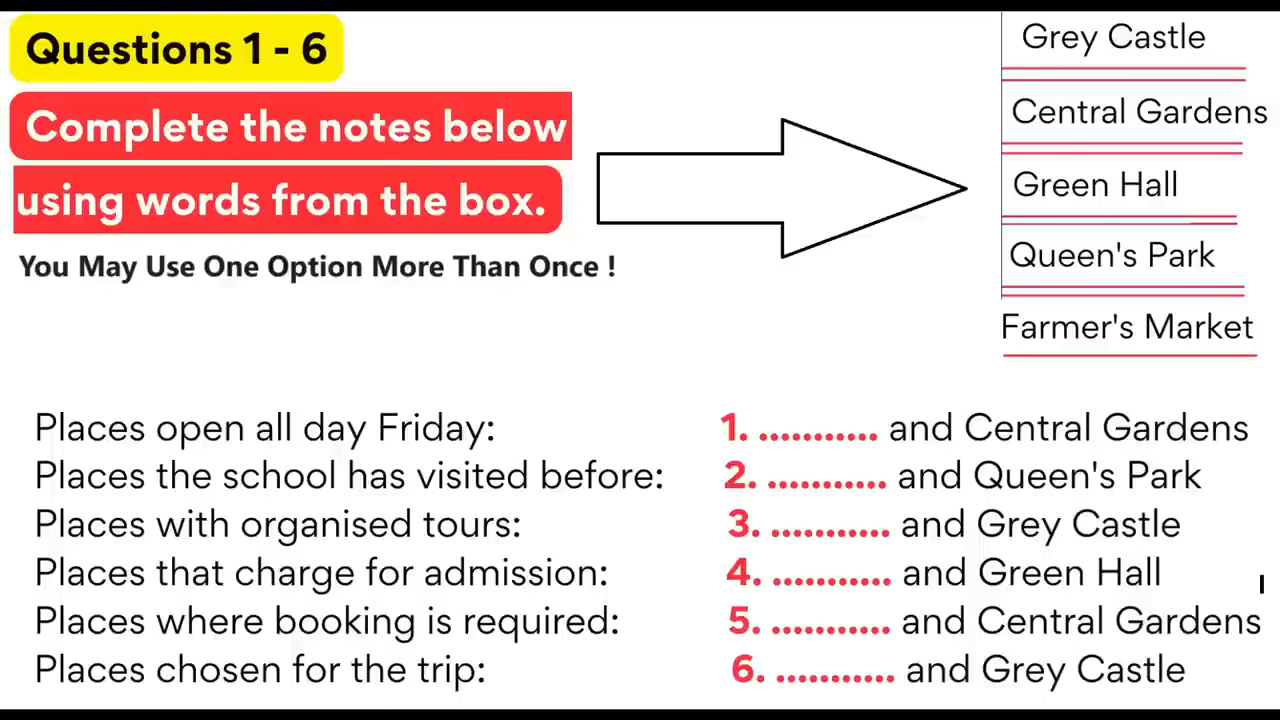 Questions 1 - 6
Complete the notes below
using words from the box.
You May Use One Option More Than Once !
Grey Castle
Central Gardens
Green Hall
Queen's Park
Farmer's Market
Places open all day Friday: 1. ........... and Central Gardens
Places the school has visited before: 2. ........... and Queen's Park
Places with organised tours: 3. ........... and Grey Castle
Places that charge for admission: 4. ........... and Green Hall
Places where booking is required: 5. ........... and Central Gardens
Places chosen for the trip: 6. ........... and Grey Castle